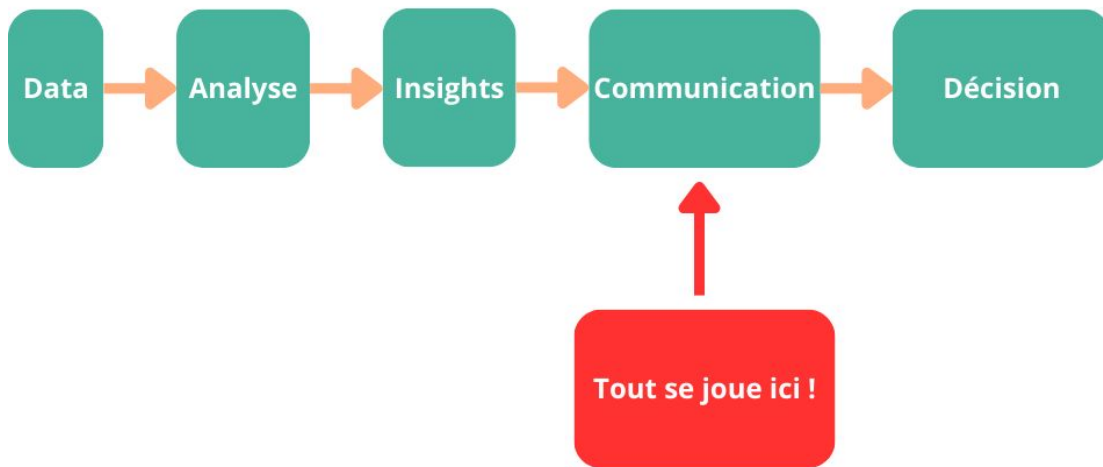 Data
Analyse
Insights
Communication
Décision
Tout se joue ici !